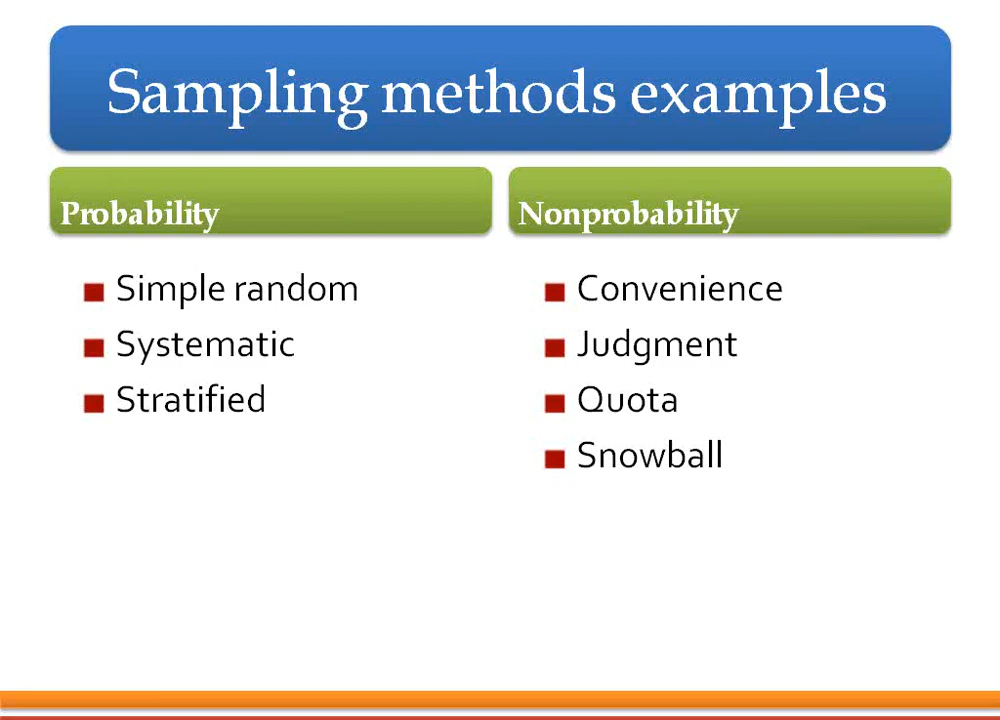 Sampling methods examples
Probability
Simple random
Systematic
Stratified
Nonprobability
Convenience
Judgment
Quota
Snowball